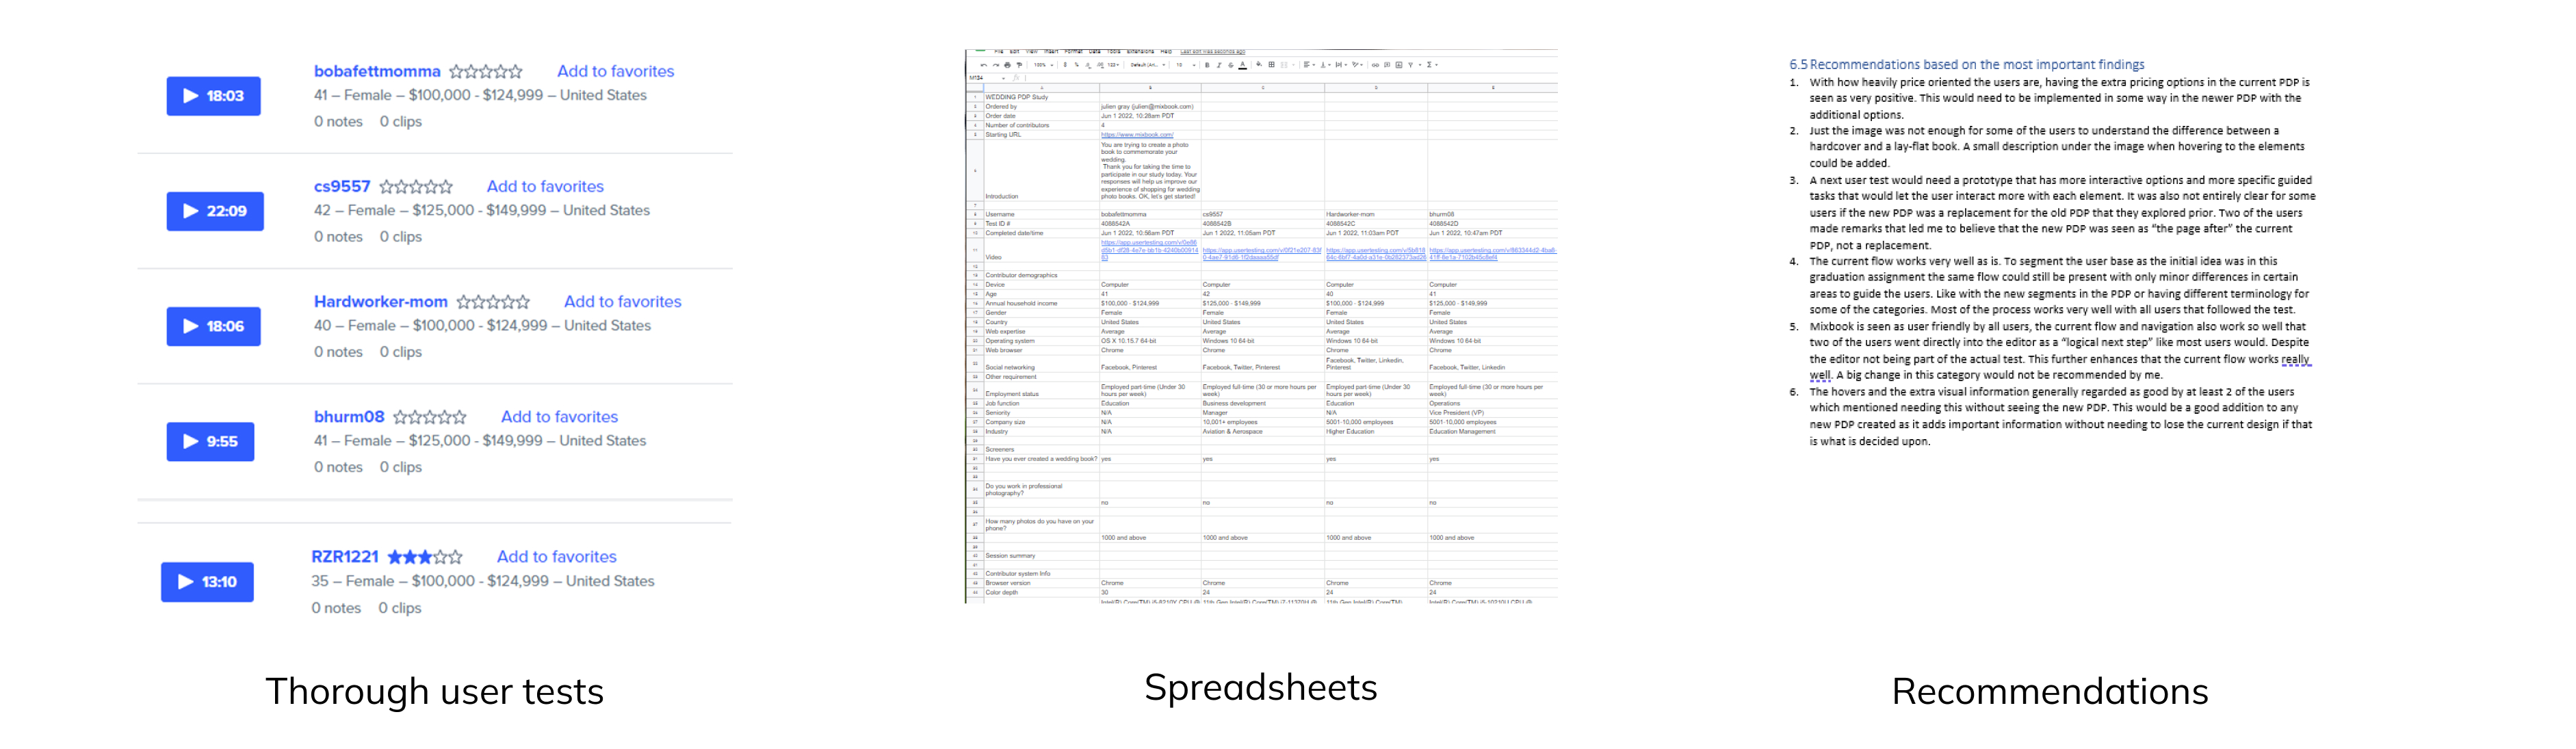 bobafettmomma Add to favorites
18:03
41 – Female – $100,000 - $124,999 – United States
0 notes 0 clips
cs9557 Add to favorites
22:09
42 – Female – $125,000 - $149,999 – United States
0 notes 0 clips
Hardworker-mom Add to favorites
18:06
40 – Female – $100,000 - $124,999 – United States
0 notes 0 clips
bhurm08 Add to favorites
9:55
41 – Female – $125,000 - $149,999 – United States
0 notes 0 clips
RZR1221 Add to favorites
13:10
35 – Female – $100,000 - $124,999 – United States
0 notes 0 clips
Thorough user tests
File Edit View Insert Format Data Tools Extensions Help Last edit was seconds ago
WEDDING PDP Study
Ordered by julien gray (julien@mixbook.com)
Order date Jun 1 2022, 10:28am PDT
Number of contributors 4
Starting URL https://www.mixbook.com/
You are trying to create a photo
book to commemorate your
wedding.
Thank you for taking the time to
participate in our study today. Your
responses will help us improve our
experience of shopping for wedding
photo books. OK, let's get started!
Introduction
Username bobafettmomma cs9557 Hardworker-mom bhurm08
Test ID # 4088542A 4088542B 4088542C 4088542D
Completed date/time Jun 1 2022, 10:56am PDT Jun 1 2022, 11:05am PDT Jun 1 2022, 11:03am PDT Jun 1 2022, 10:47am PDT
Video
Contributor demographics
Device Computer Computer Computer Computer
Age 41 42 40 41
Annual household income $100,000 - $124,999 $125,000 - $149,999 $100,000 - $124,999 $125,000 - $149,999
Gender Female Female Female Female
Country United States United States United States United States
Web expertise Average Average Average Average
Operating system OS X 10.15.7 64-bit Windows 10 64-bit Windows 10 64-bit Windows 10 64-bit
Web browser Chrome Chrome Chrome Chrome
Social networking Facebook, Pinterest Facebook, Twitter, Pinterest Facebook, Twitter, Linkedin, Pinterest Facebook, Twitter, Linkedin
Other requirement
Employment status Employed part-time (Under 30 hours per week) Employed full-time (30 or more hours per week) Employed part-time (Under 30 hours per week) Employed full-time (30 or more hours per week)
Job function Education Business development Education Operations
Seniority N/A Manager N/A Vice President (VP)
Company size N/A 10,001+ employees 5001-10,000 employees 5001-10,000 employees
Industry N/A Aviation & Aerospace Higher Education Education Management
Screeners
Have you ever created a wedding book? yes yes yes yes
Do you work in professional
photography?
no no no no
How many photos do you have on your
phone?
1000 and above 1000 and above 1000 and above 1000 and above
Session summary
Contributor system info
Browser version Chrome Chrome Chrome Chrome
Color depth 30 24 24 24
Spreadsheets
6.5 Recommendations based on the most important findings
1. With how heavily price oriented the users are, having the extra pricing options in the current PDP is
seen as very positive. This would need to be implemented in some way in the newer PDP with the
additional options.
2. Just the image was not enough for some of the users to understand the difference between a
hardcover and a lay-flat book. A small description under the image when hovering to the elements
could be added.
3. A next user test would need a prototype that has more interactive options and more specific guided
tasks that would let the user interact more with each element. It was also not entirely clear for some
users if the new PDP was a replacement for the old PDP that they explored prior. Two of the users
made remarks that led me to believe that the new PDP was seen as “the page after” the current
PDP, not a replacement.
4. The current flow works very well as is. To segment the user base as the initial idea was in this
graduation assignment the same flow could still be present with only minor differences in certain
areas to guide the users. Like with the new segments in the PDP or having different terminology for
some of the categories. Most of the process works very well with all users that followed the test.
5. Mixbook is seen as user friendly by all users, the current flow and navigation also work so well that
two of the users went directly into the editor as a “logical next step” like most users would. Despite
the editor not being part of the actual test. This further enhances that the current flow works really
well. A big change in this category would not be recommended by me.
6. The hovers and the extra visual information generally regarded as good by at least 2 of the users
which mentioned needing this without seeing the new PDP. This would be a good addition to any
new PDP created as it adds important information without needing to lose the current design if that
is what is decided upon.
Recommendations